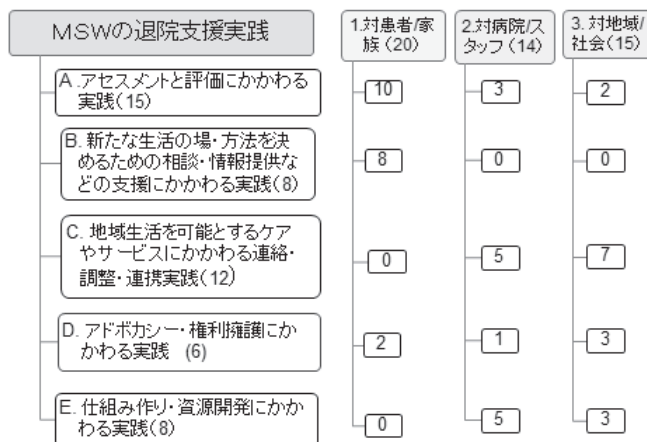 MSWの退院支援実践
1.対患者/家
族 (20)
2.対病院/ス
タッフ(14)
3. 対地域/
社会(15)
A .アセスメントと評価にかかわる
実践(15)
10
3
2
B. 新たな生活の場・方法を決
めるための相談・情報提供な
どの支援にかかわる実践(8)
8
0
0
C. 地域生活を可能とするケア
やサービスにかかわる連絡・
調整・連携実践(12)
0
5
7
D. アドボカシー・権利擁護にか
かわる実践 (6)
2
1
3
E. 仕組み作り・資源開発にかか
わる実践(8)
0
5
3